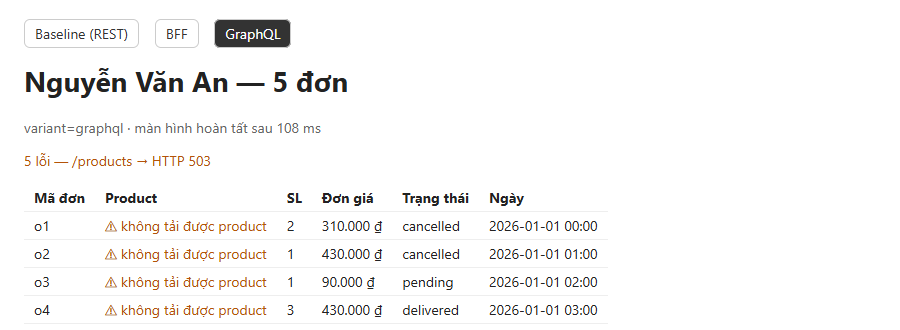 Baseline (REST) BFF GraphQL
Nguyễn Văn An — 5 đơn
variant=graphql · màn hình hoàn tất sau 108 ms
5 lỗi — /products → HTTP 503
Mã đơn Product SL Đơn giá Trạng thái Ngày
o1 ⚠ không tải được product 2 310.000 ₫ cancelled 2026-01-01 00:00
o2 ⚠ không tải được product 1 430.000 ₫ cancelled 2026-01-01 01:00
o3 ⚠ không tải được product 1 90.000 ₫ pending 2026-01-01 02:00
o4 ⚠ không tải được product 3 430.000 ₫ delivered 2026-01-01 03:00